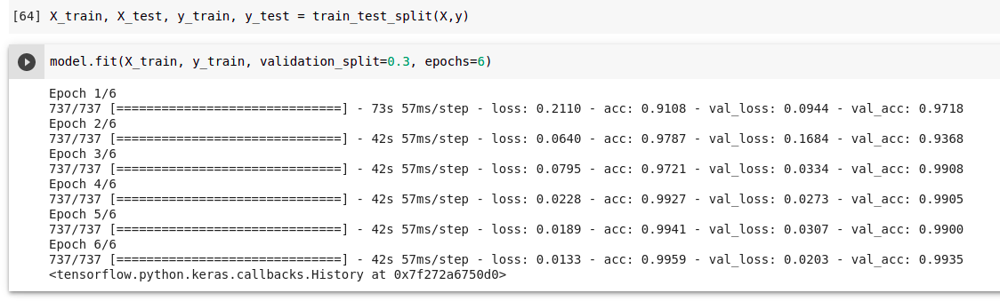 [64] X_train, X_test, y_train, y_test = train_test_split(X,y)
model.fit(X_train, y_train, validation_split=0.3, epochs=6)
Epoch 1/6
737/737 [==============================] - 73s 57ms/step - loss: 0.2110 - acc: 0.9108 - val_loss: 0.0944 - val_acc: 0.9718
Epoch 2/6
737/737 [==============================] - 42s 57ms/step - loss: 0.0640 - acc: 0.9787 - val_loss: 0.1684 - val_acc: 0.9368
Epoch 3/6
737/737 [==============================] - 42s 57ms/step - loss: 0.0795 - acc: 0.9721 - val_loss: 0.0334 - val_acc: 0.9908
Epoch 4/6
737/737 [==============================] - 42s 57ms/step - loss: 0.0228 - acc: 0.9927 - val_loss: 0.0273 - val_acc: 0.9905
Epoch 5/6
737/737 [==============================] - 42s 57ms/step - loss: 0.0189 - acc: 0.9941 - val_loss: 0.0307 - val_acc: 0.9900
Epoch 6/6
737/737 [==============================] - 42s 57ms/step - loss: 0.0133 - acc: 0.9959 - val_loss: 0.0203 - val_acc: 0.9935
<tensorflow.python.keras.callbacks.History at 0x7f272a6750d0>